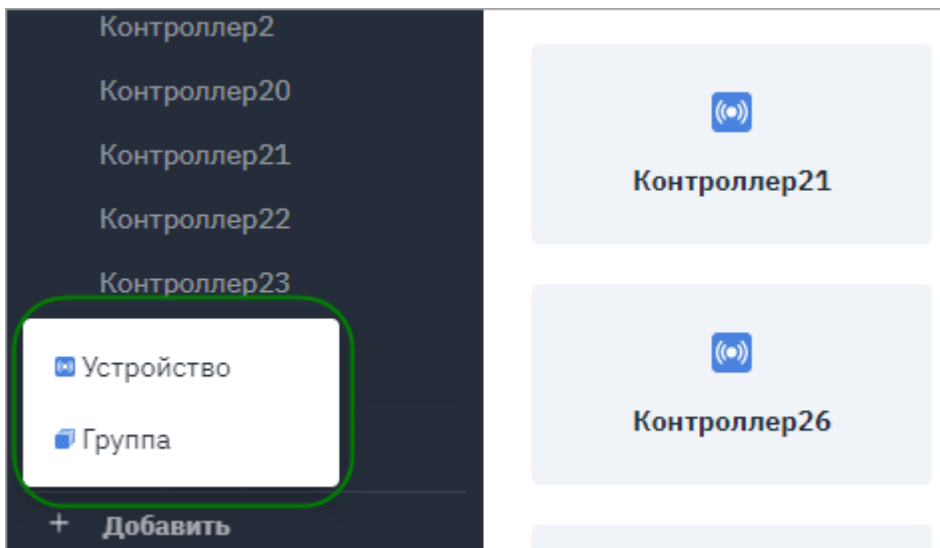 Контроллер2
Контроллер20
Контроллер21
Контроллер22
Контроллер23
Устройство
Группа
+ Добавить
Контроллер21
Контроллер26